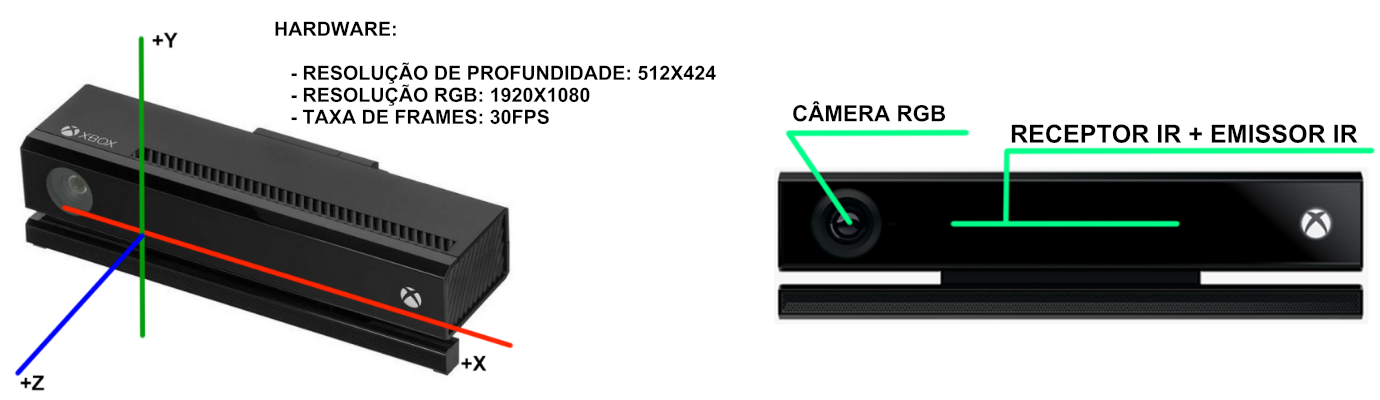 +Y
HARDWARE:
- RESOLUÇÃO DE PROFUNDIDADE: 512X424
- RESOLUÇÃO RGB: 1920X1080
- TAXA DE FRAMES: 30FPS
XBOX
+X
+Z
CÂMERA RGB
RECEPTOR IR + EMISSOR IR